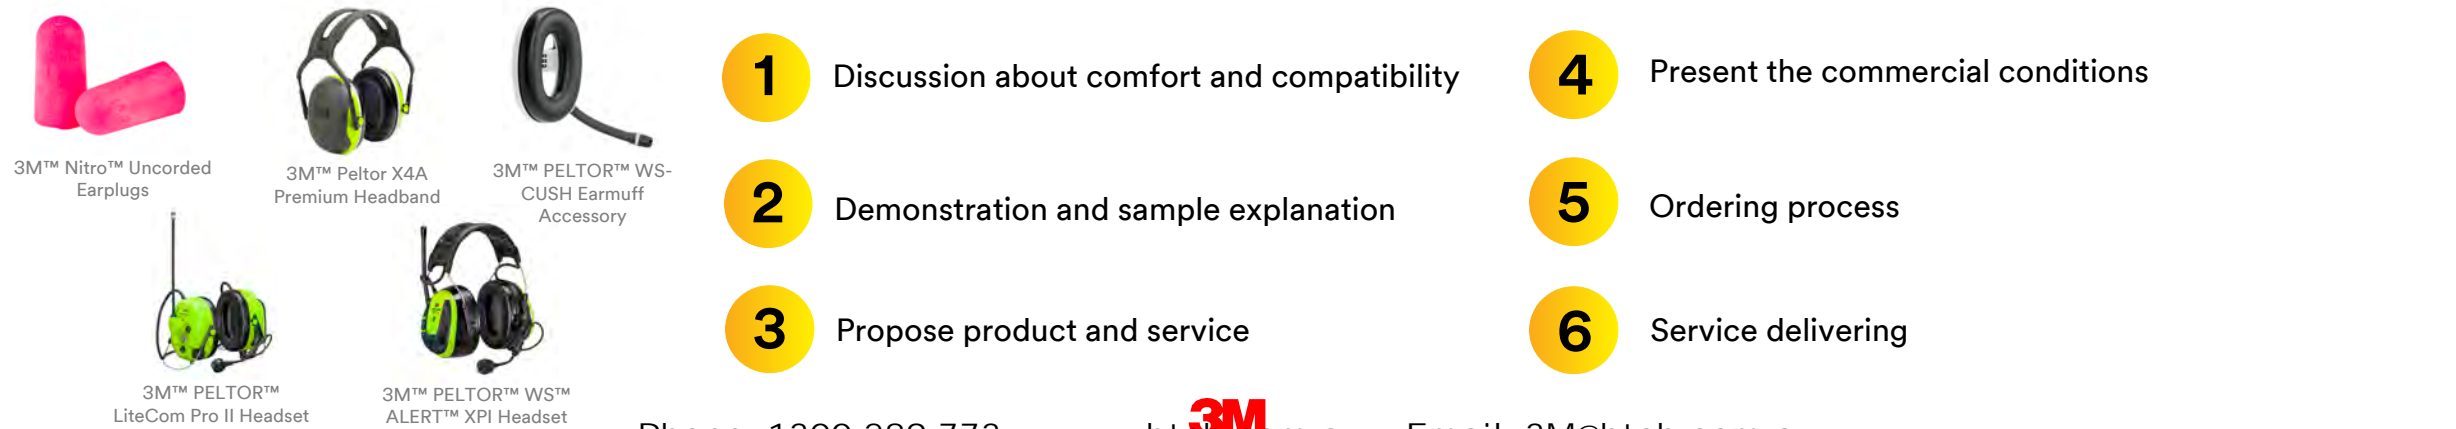 3M™ Nitro™ Uncorded
Earplugs
3M™ Peltor X4A
Premium Headband
3M™ PELTOR™ WS-
CUSH Earmuff
Accessory
3M™ PELTOR™
LiteCom Pro II Headset
3M™ PELTOR™ WS™
ALERT™ XPI Headset
1 Discussion about comfort and compatibility
2 Demonstration and sample explanation
3 Propose product and service
4 Present the commercial conditions
5 Ordering process
6 Service delivering
3M